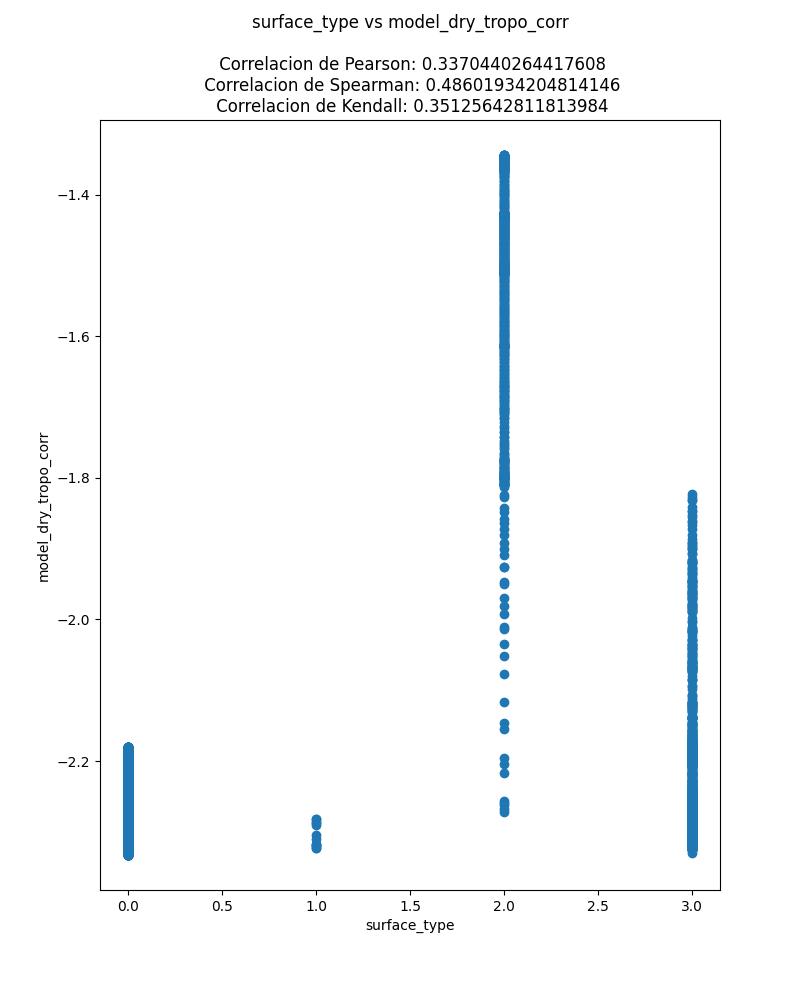 surface_type vs model_dry_tropo_corr
Correlacion de Pearson: 0.3370440264417608
Correlacion de Spearman: 0.48601934204814146
Correlacion de Kendall: 0.35125642811813984
−1.4
−1.6
−1.8
−2.0
−2.2
model_dry_tropo_corr
0.0 0.5 1.0 1.5 2.0 2.5 3.0
surface_type